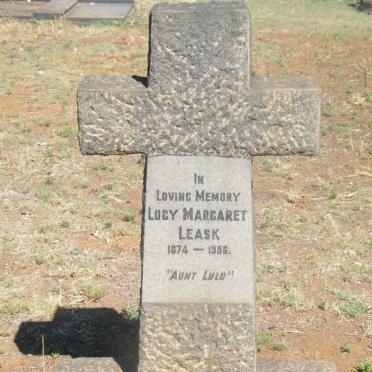 In
Loving Memory
Lucy Margaret
Leask
1874 — 1956.
"Aunt Lulu"